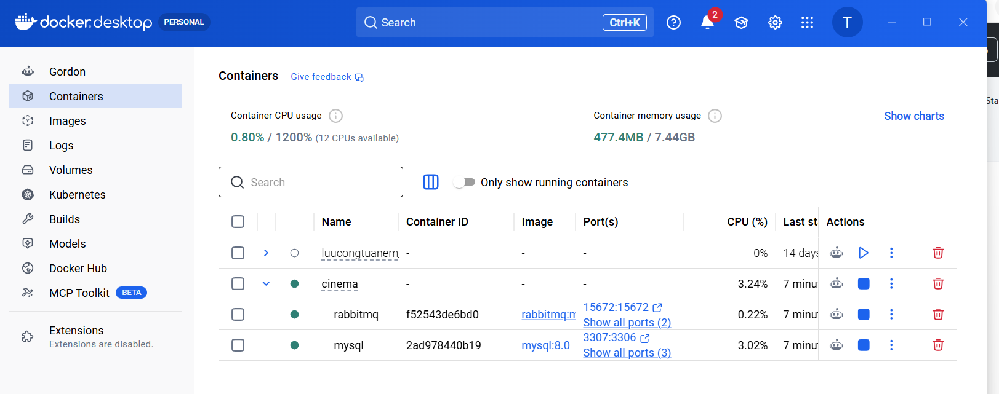 docker.desktop PERSONAL Search Ctrl+K 2 T
Gordon
Containers
Images
Logs
Volumes
Kubernetes
Builds
Models
Docker Hub
MCP Toolkit BETA
Extensions
Extensions are disabled.
Containers Give feedback
Container CPU usage
0.80% / 1200% (12 CPUs available)
Container memory usage
477.4MB / 7.44GB
Show charts
Search
Only show running containers
Name Container ID Image Port(s) CPU (%) Last st Actions
luucongtuanem - - - 0% 14 days
cinema - - - 3.24% 7 minut
rabbitmq f52543de6bd0 rabbitmq:m 15672:15672 Show all ports (2) 0.22% 7 minut
mysql 2ad978440b19 mysql:8.0 3307:3306 Show all ports (3) 3.02% 7 minut
Sta